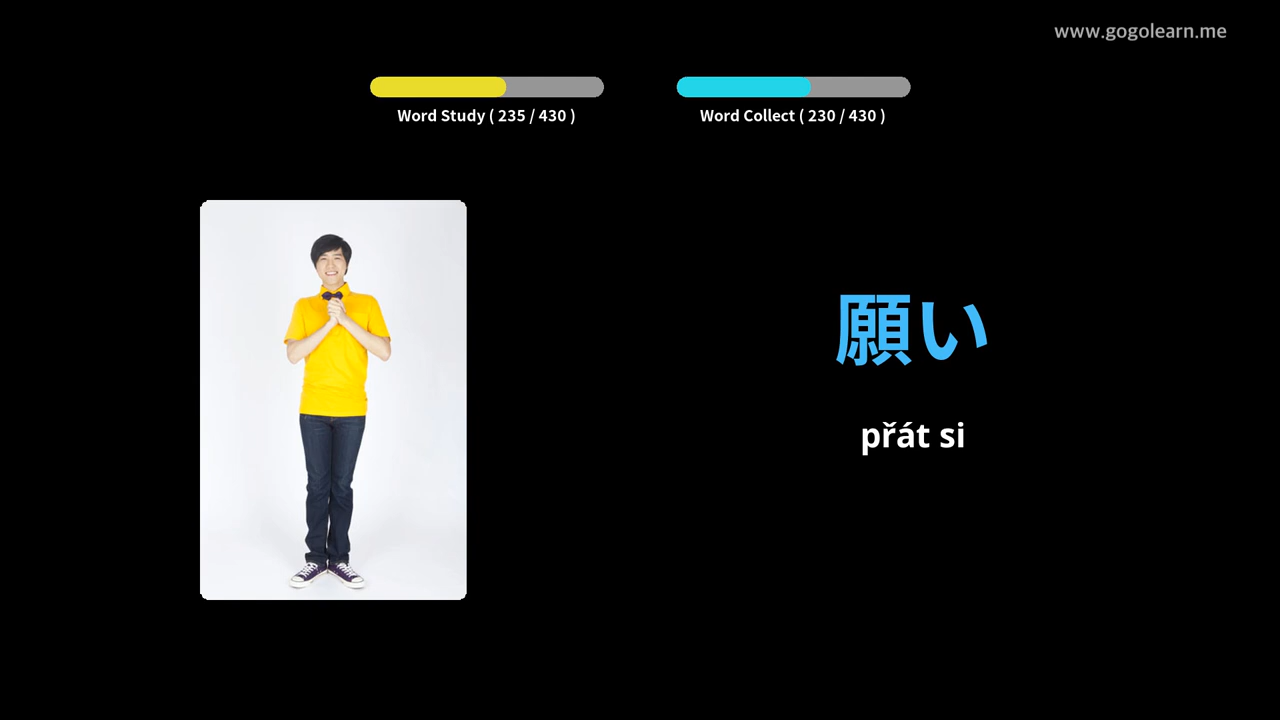 www.gogolearn.me
Word Study ( 235 / 430 )
Word Collect ( 230 / 430 )
願い
přát si